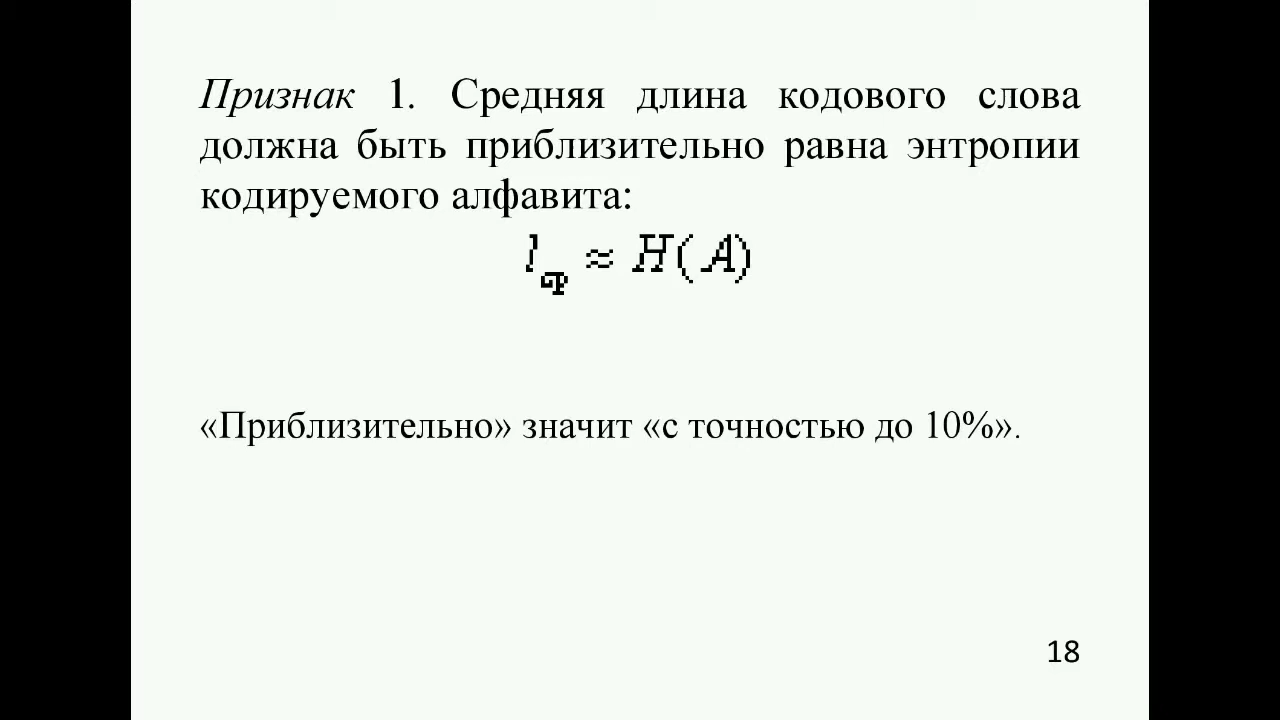 Признак 1. Средняя длина кодового слова
должна быть приблизительно равна энтропии
кодируемого алфавита:
l_ср ≈ H(A)
«Приблизительно» значит «с точностью до 10%».
18